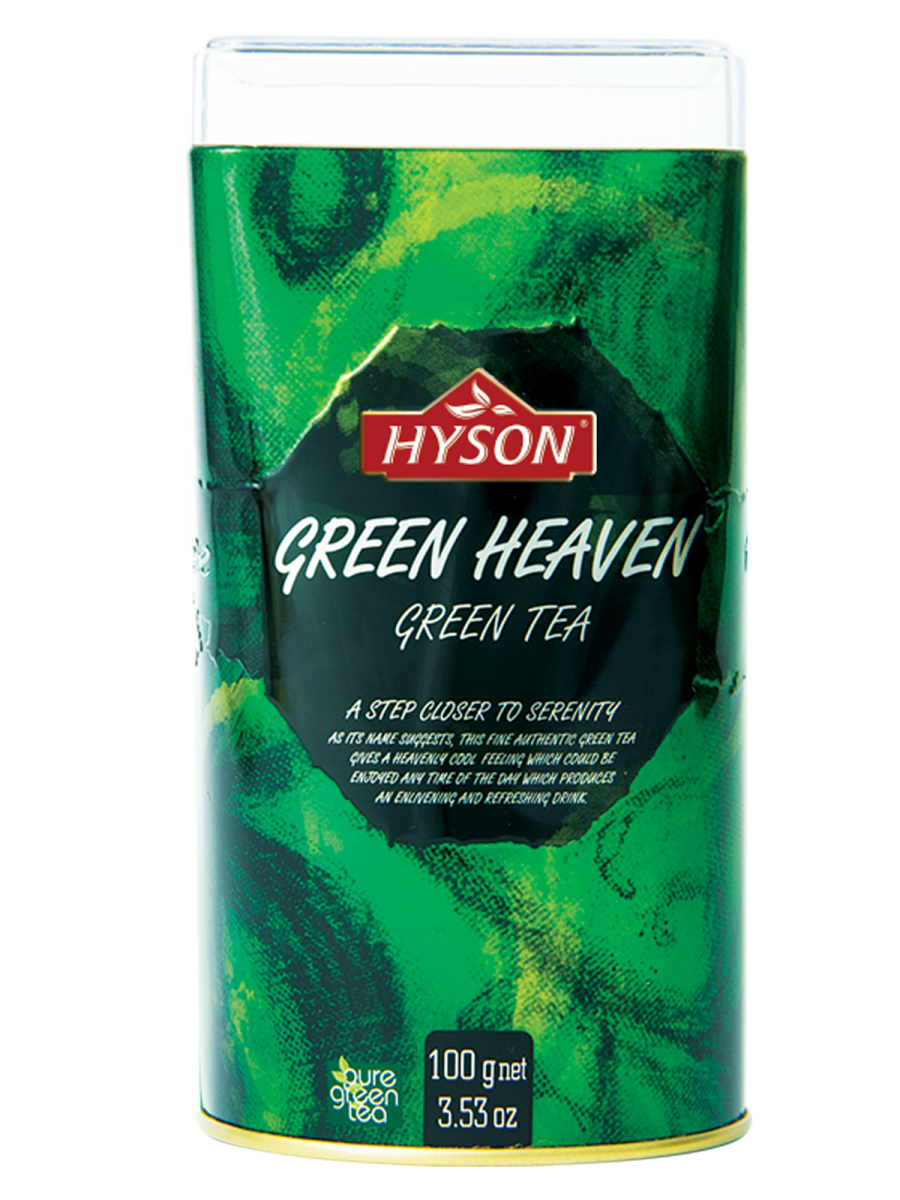 HYSON®
GREEN HEAVEN
GREEN TEA
A STEP CLOSER TO SERENITY
AS ITS NAME SUGGESTS, THIS FINE AUTHENTIC GREEN TEA
GIVES A HEAVENLY COOL FEELING WHICH COULD BE
ENJOYED ANY TIME OF THE DAY WHICH PRODUCES
AN ENLIVENING AND REFRESHING DRINK.
pure
green
tea
100 g net
3.53 oz